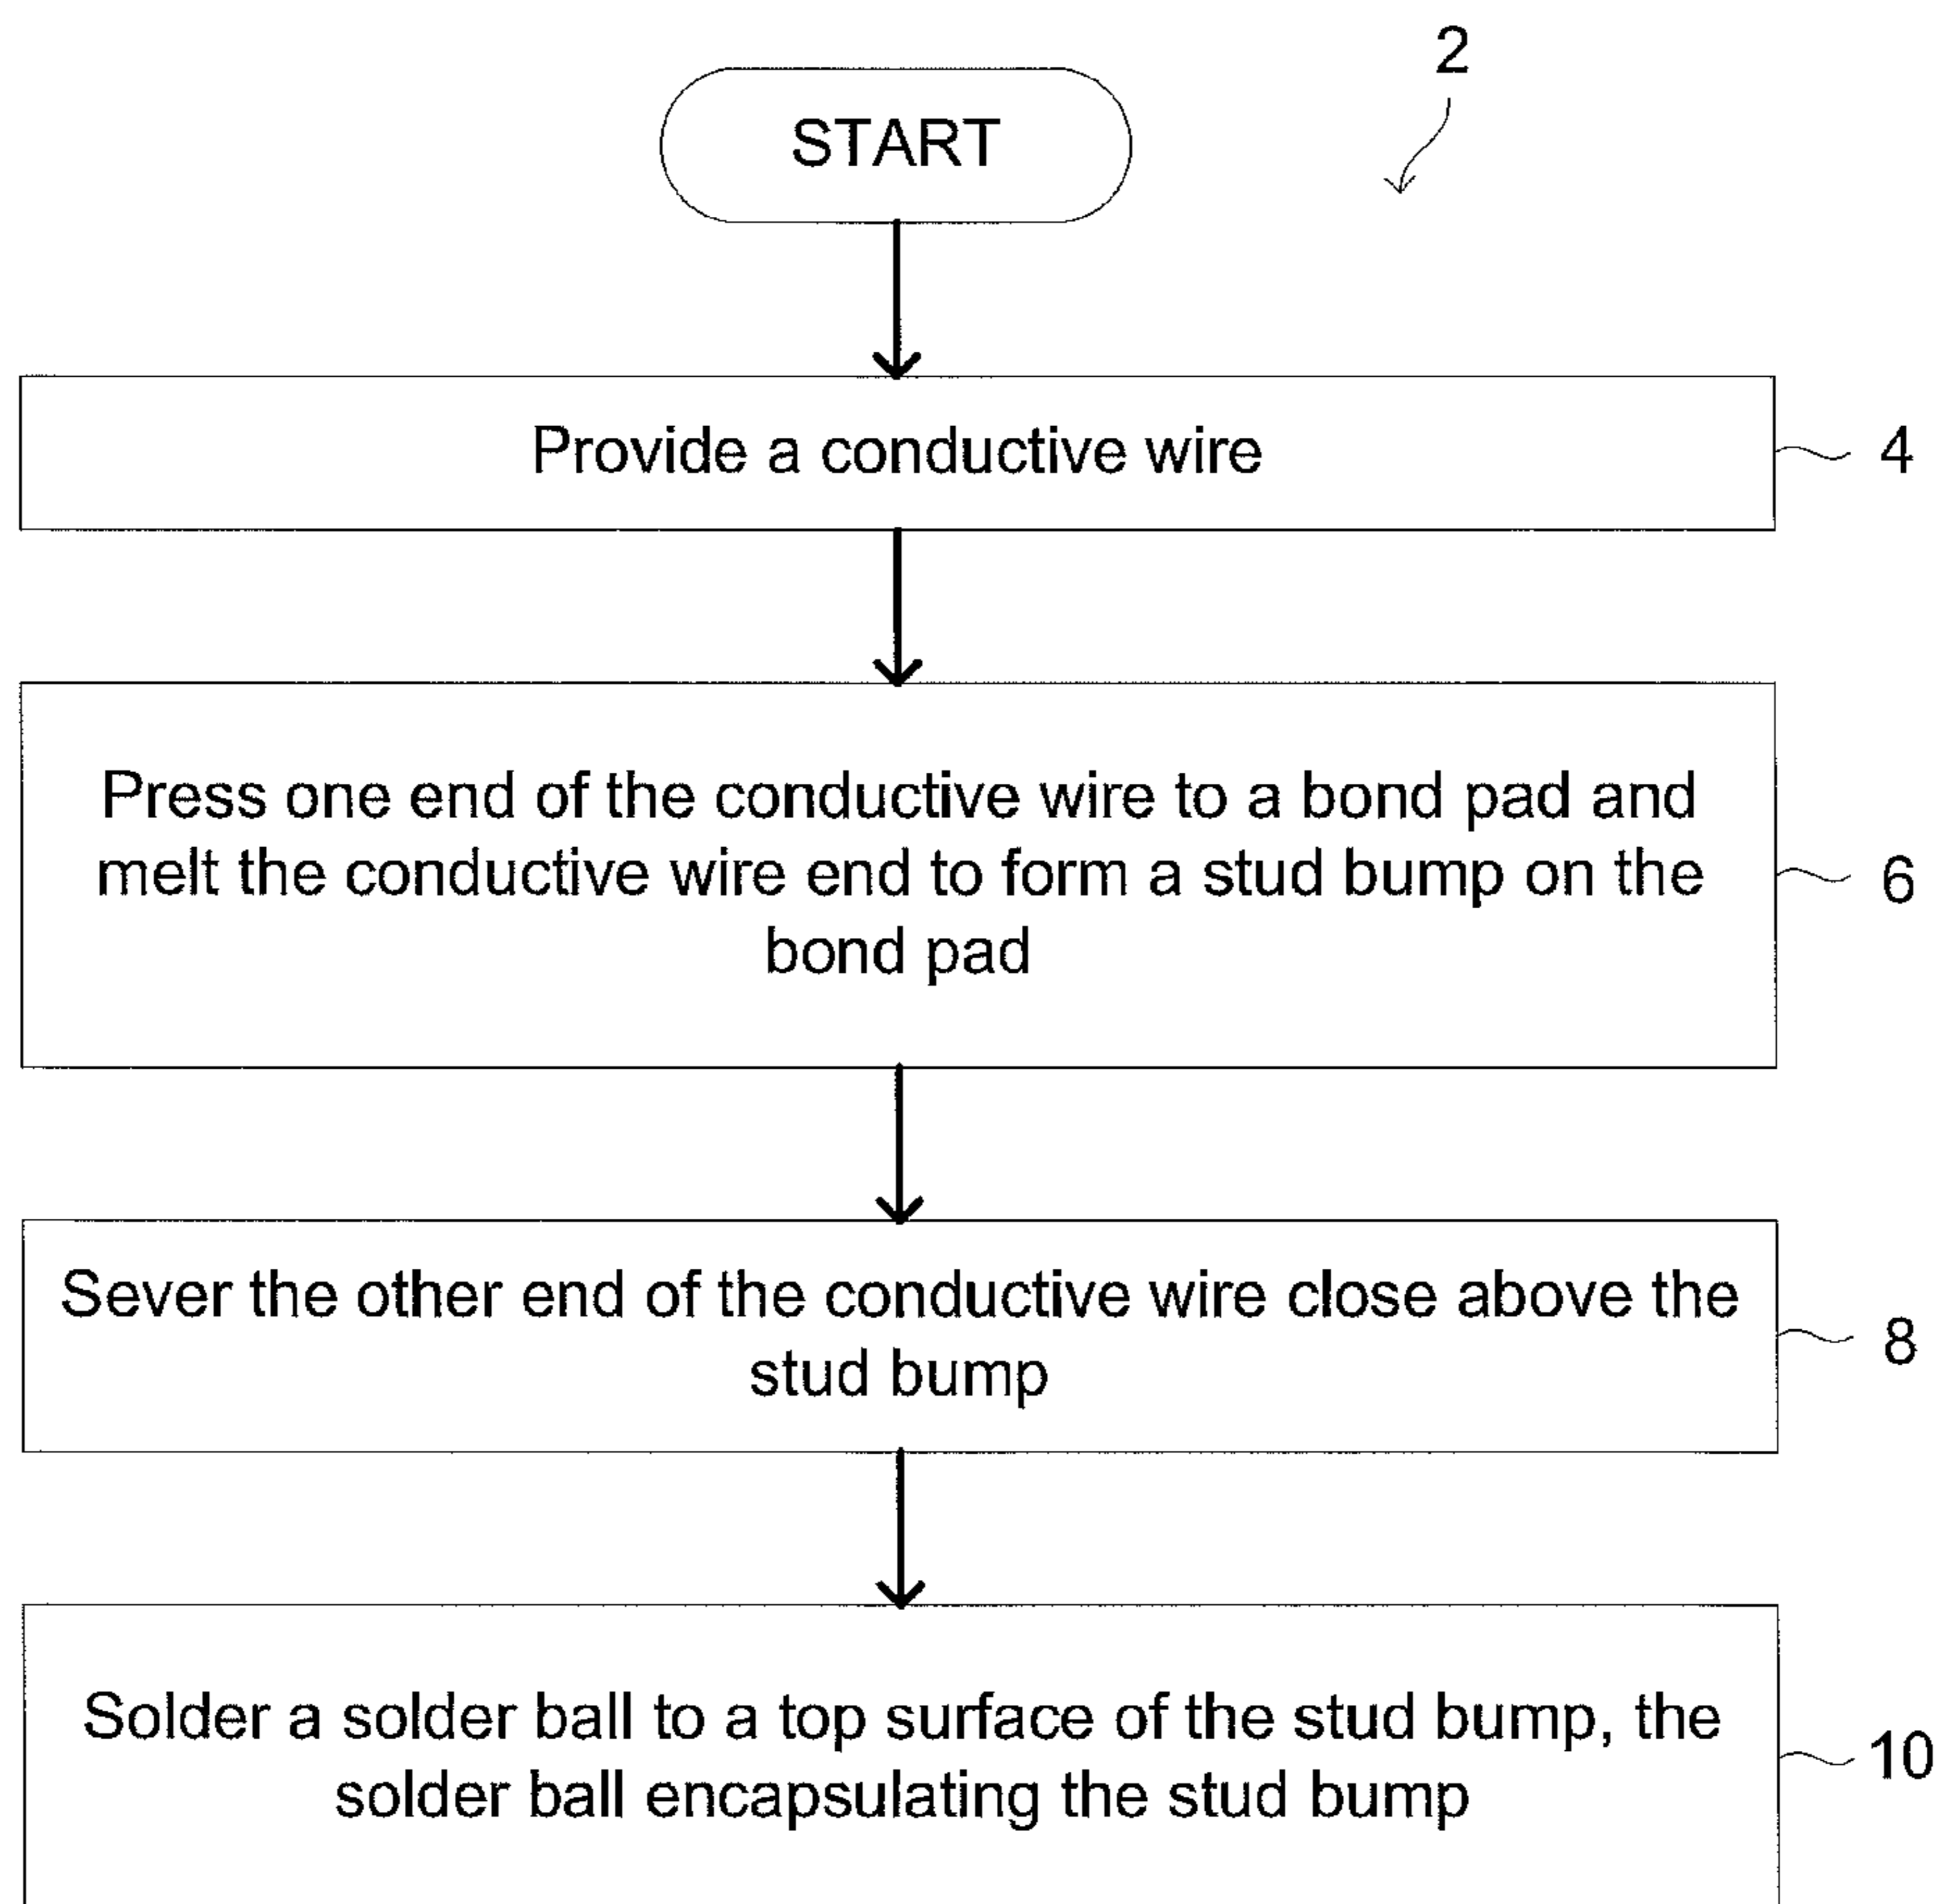 2
START
Provide a conductive wire
4
Press one end of the conductive wire to a bond pad and
melt the conductive wire end to form a stud bump on the
bond pad
6
Sever the other end of the conductive wire close above the
stud bump
8
Solder a solder ball to a top surface of the stud bump, the
solder ball encapsulating the stud bump
10